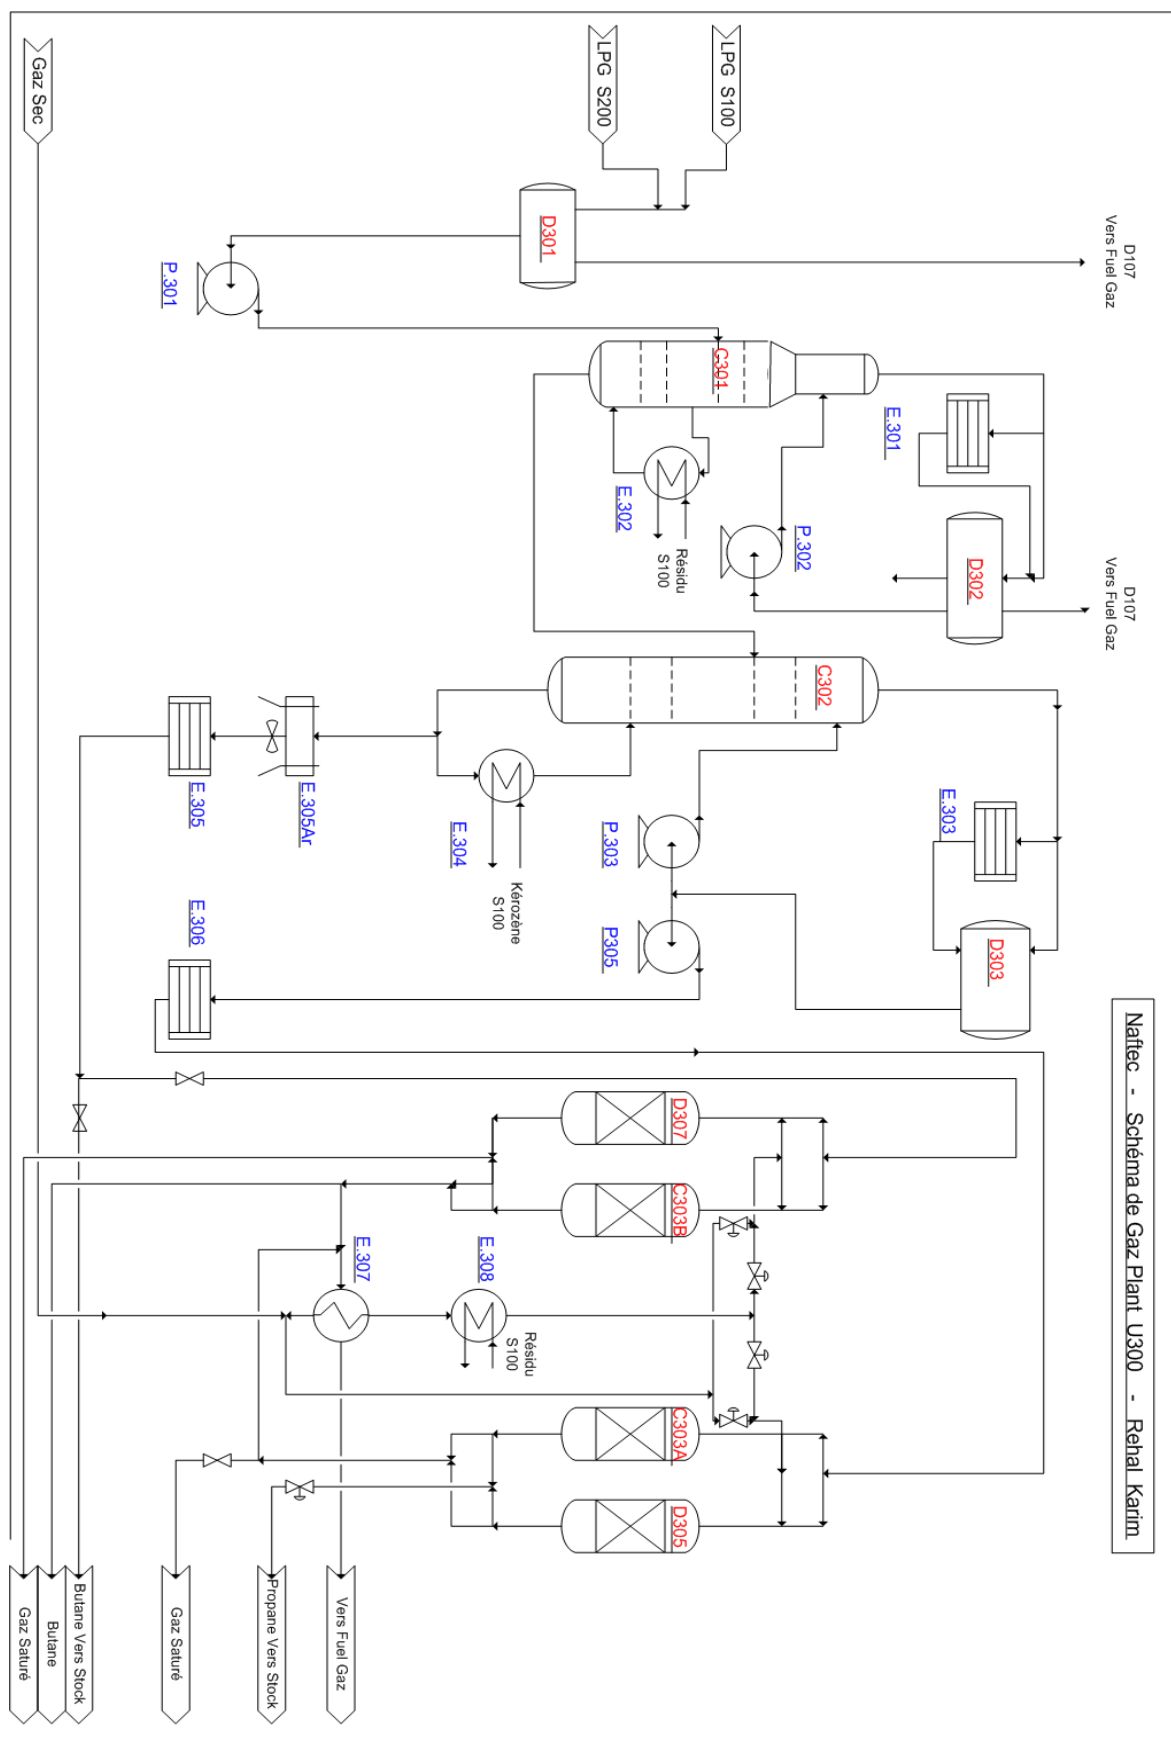 Naftec - Schéma de Gaz Plant U300 - Rehal Karim
D107
Vers Fuel Gaz
D107
Vers Fuel Gaz
LPG S100
LPG S200
Gaz Sec
D301
P.301
C301
E.301
E.302
Résidu
S100
P.302
D302
C302
E.303
D303
P.303
P305
E.304
Kérozène
S100
E.305Ar
E.305
E.306
D307
C303B
E.307
E.308
Résidu
S100
C303A
D305
Vers Fuel Gaz
Propane Vers Stock
Gaz Saturé
Butane Vers Stock
Butane
Gaz Saturé